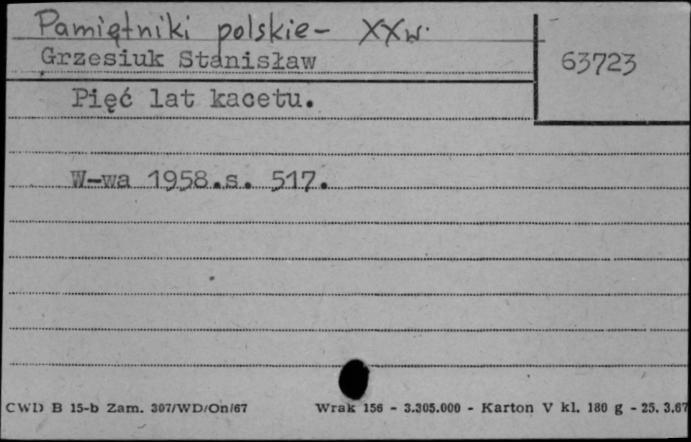 Pamiętniki polskie - XX w.
Grzesiuk Stanisław
63723
Pięć lat kacetu.
W-wa 1958.s. 517.
CWD B 15-b Zam. 307/WD/On/67 Wrak 156 - 3.305.000 - Karton V kl. 180 g - 25. 3.67